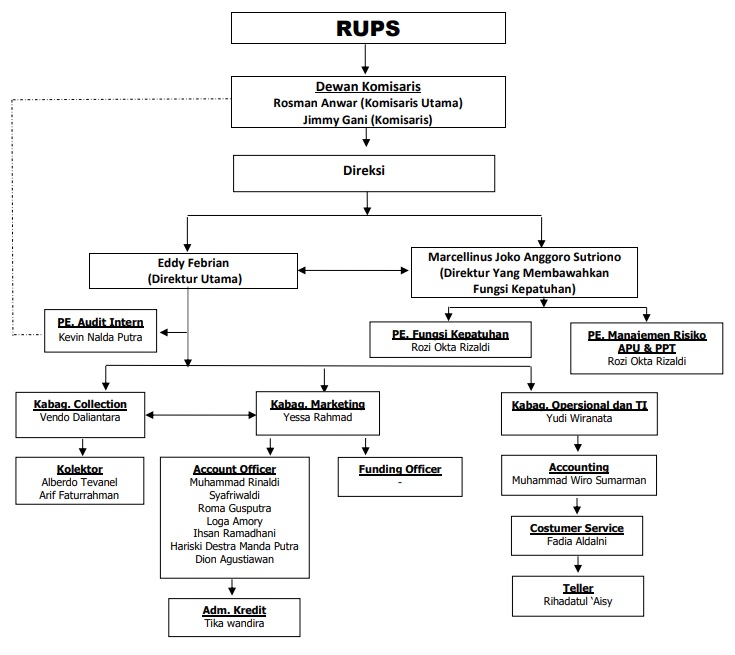 RUPS
Dewan Komisaris
Rosman Anwar (Komisaris Utama)
Jimmy Gani (Komisaris)
Direksi
Eddy Febrian
(Direktur Utama)
Marcellinus Joko Anggoro Sutriono
(Direktur Yang Membawahkan
Fungsi Kepatuhan)
PE. Audit Intern
Kevin Nalda Putra
PE. Fungsi Kepatuhan
Rozi Okta Rizaldi
PE. Manajemen Risiko
APU & PPT
Rozi Okta Rizaldi
Kabag. Collection
Vendo Daliantara
Kabag. Marketing
Yessa Rahmad
Kabag. Opersional dan TI
Yudi Wiranata
Kolektor
Alberdo Tevanel
Arif Faturrahman
Account Officer
Muhammad Rinaldi
Syafriwaldi
Roma Gusputra
Loga Amory
Ihsan Ramadhani
Hariski Destra Manda Putra
Dion Agustiawan
Funding Officer
-
Accounting
Muhammad Wiro Sumarman
Costumer Service
Fadia Aldalni
Teller
Rihadatul ‘Aisy
Adm. Kredit
Tika wandira